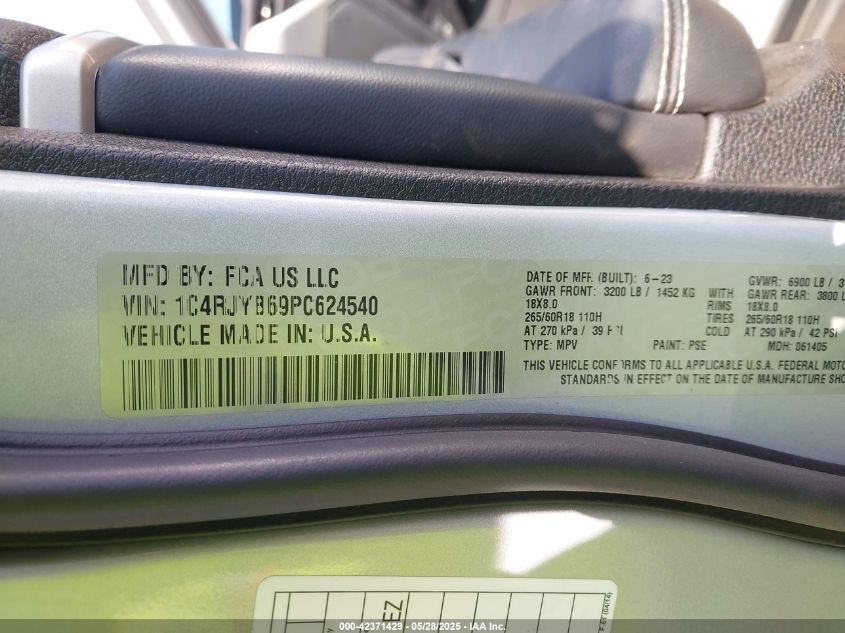 MFD BY: FCA US LLC
VIN: 1C4RJYB69PC624540
VEHICLE MADE IN: U.S.A.
DATE OF MFR. (BUILT): 6-23
GVWR: 6900 LB /
GAWR FRONT: 3200 LB / 1452 KG WITH GAWR REAR: 3800 L
18X8.0 RIMS 18X8.0
265/60R18 110H TIRES 265/60R18 110H
AT 270 kPa / 39 PSI COLD AT 290 kPa / 42 PSI
TYPE: MPV PAINT: PSE MDH: 061405
THIS VEHICLE CONFORMS TO ALL APPLICABLE U.S.A. FEDERAL MOTO
STANDARDS IN EFFECT ON THE DATE OF MANUFACTURE SHO
EZ
F-61 (04/14)
000-42371429 - 05/28/2025 - IAA Inc.